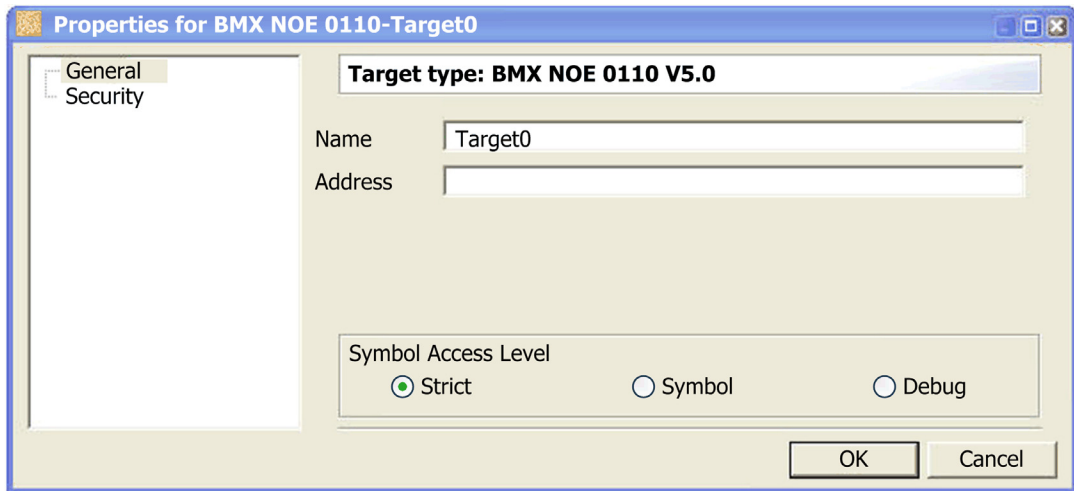 Properties for BMX NOE 0110-Target0
General
Security
Target type: BMX NOE 0110 V5.0
Name Target0
Address
Symbol Access Level
Strict Symbol Debug
OK Cancel